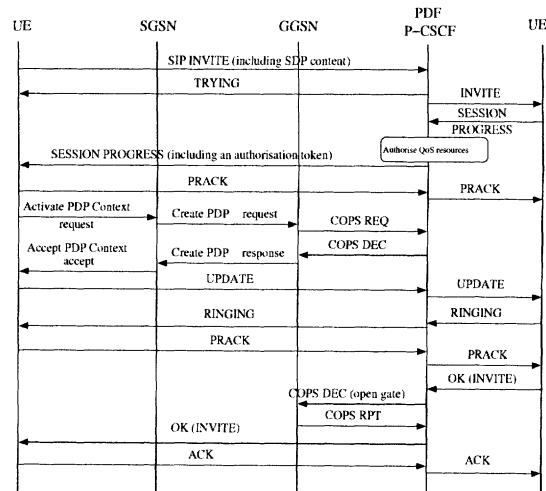 PDF
UE SGSN GGSN P-CSCF UE
SIP INVITE (including SDP content)
TRYING
INVITE
SESSION
PROGRESS
Authorise QoS resources
SESSION PROGRESS (including an authorisation token)
PRACK
PRACK
Activate PDP Context
request
Create PDP request
COPS REQ
COPS DEC
Accept PDP Context
accept
Create PDP response
UPDATE
UPDATE
RINGING
RINGING
PRACK
PRACK
OK (INVITE)
COPS DEC (open gate)
COPS RPT
OK (INVITE)
ACK
ACK